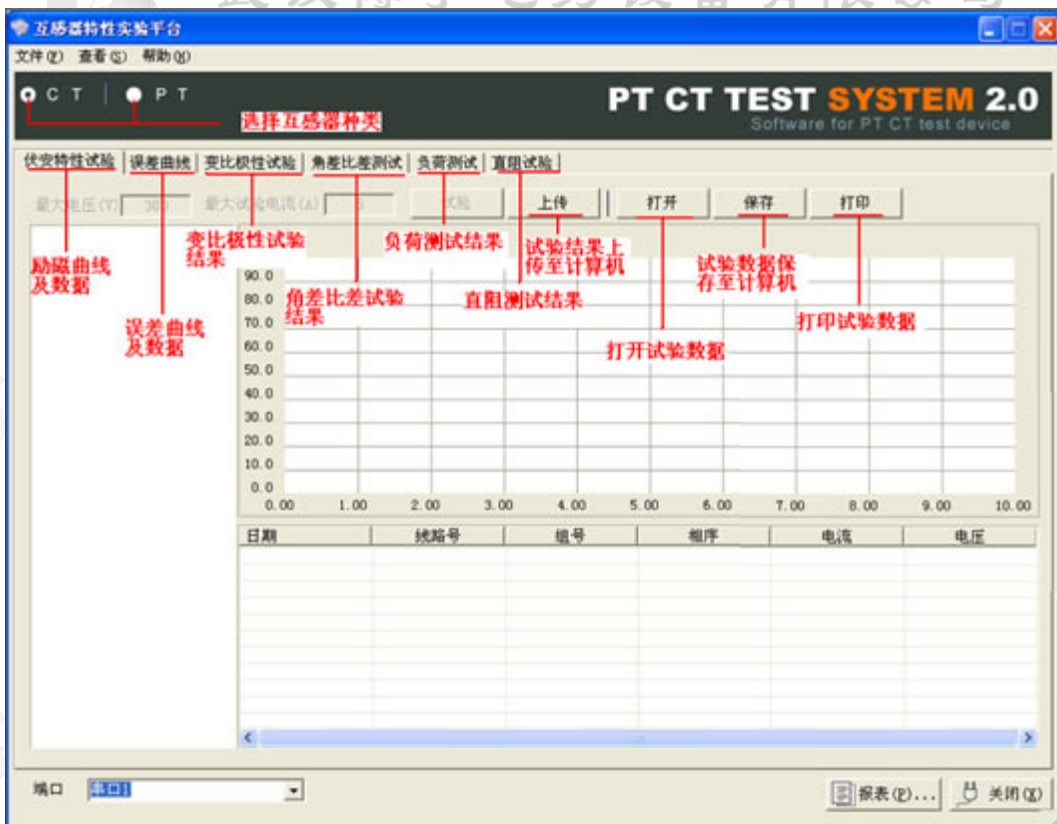 互感器特性实验平台
文件(F) 查看(S) 帮助(H)
CT | PT
PT CT TEST SYSTEM 2.0
Software for PT CT test device
选择互感器种类
伏安特性试验 误差曲线 变比极性试验 角差比差测试 负荷测试 直阻试验
最大电压(V) 300 最大试验电流(A) 5 试验 上传 打开 保存 打印
励磁曲线
及数据
误差曲线
及数据
变比极性试验
结果
角差比差试验
结果
负荷测试结果
直阻测试结果
试验结果上
传至计算机
打开试验数据
试验数据保
存至计算机
打印试验数据
90.0
80.0
70.0
60.0
50.0
40.0
30.0
20.0
10.0
0.0
0.00 1.00 2.00 3.00 4.00 5.00 6.00 7.00 8.00 9.00 10.00
日期 线路号 组号 相序 电流 电压
端口 串口1
报表(P)... 关闭(X)